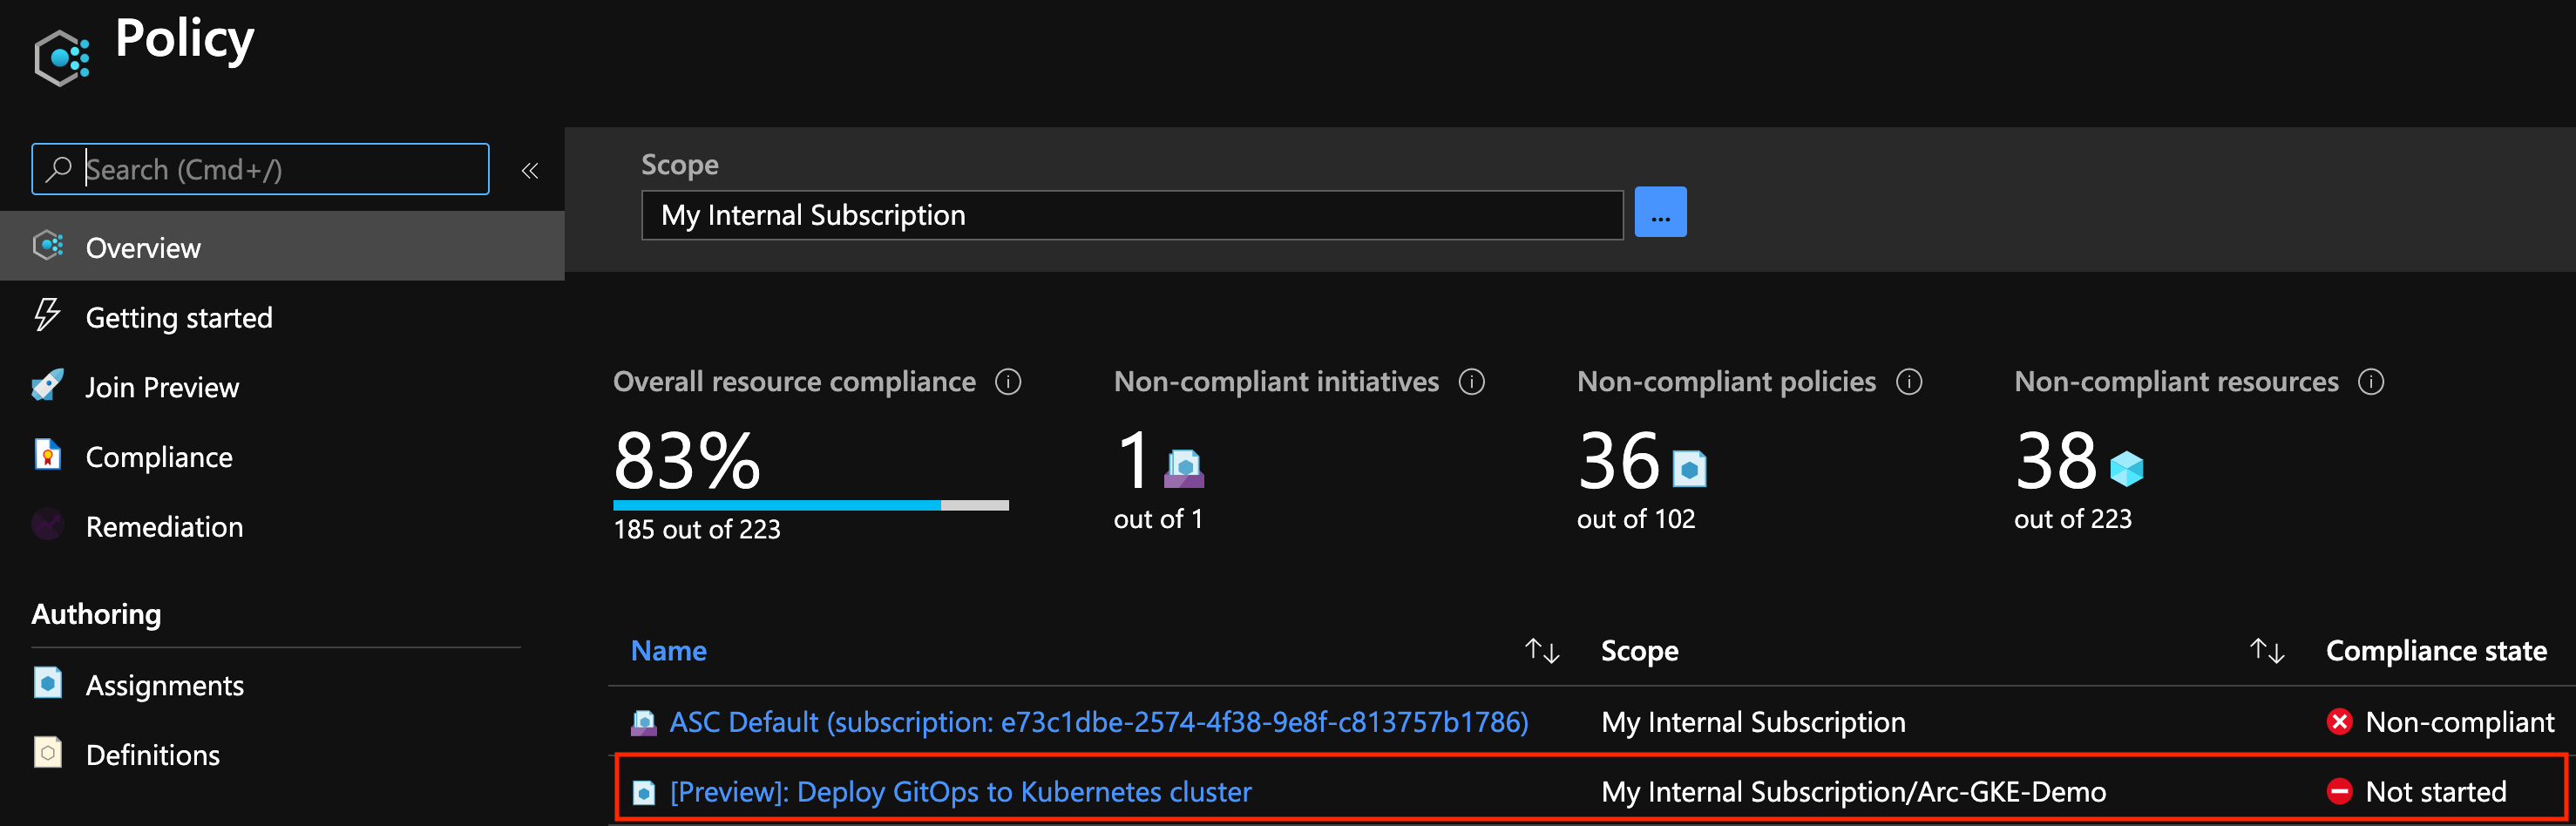 Policy
Search (Cmd+/)
«
Overview
Getting started
Join Preview
Compliance
Remediation
Authoring
Assignments
Definitions
Scope
My Internal Subscription
...
Overall resource compliance
83%
185 out of 223
Non-compliant initiatives
1
out of 1
Non-compliant policies
36
out of 102
Non-compliant resources
38
out of 223
Name ↑↓ Scope ↑↓ Compliance state
ASC Default (subscription: e73c1dbe-2574-4f38-9e8f-c813757b1786) My Internal Subscription Non-compliant
[Preview]: Deploy GitOps to Kubernetes cluster My Internal Subscription/Arc-GKE-Demo Not started